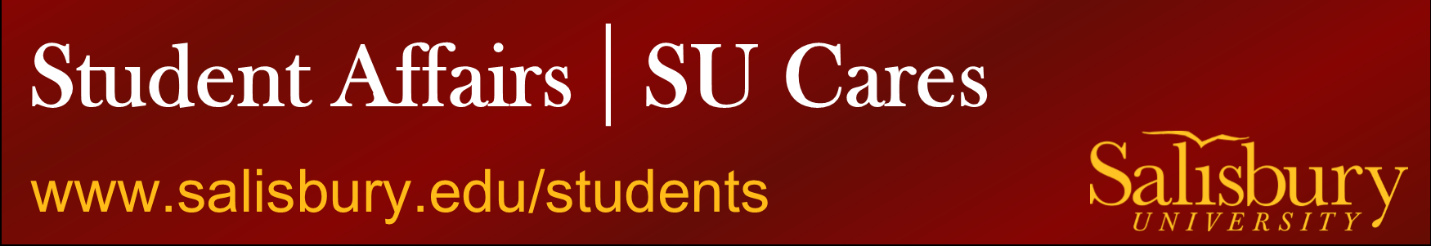 Student Affairs | SU Cares
www.salisbury.edu/students
Salisbury
UNIVERSITY